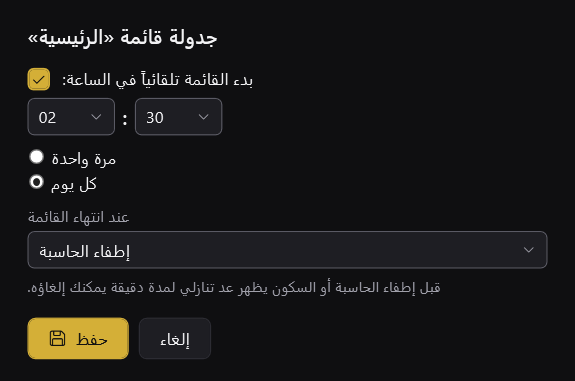 جدولة قائمة «الرئيسية»
بدء القائمة تلقائياً في الساعة:
02 : 30
مرة واحدة
كل يوم
عند انتهاء القائمة
إطفاء الحاسبة
قبل إطفاء الحاسبة أو السكون يظهر عد تنازلي لمدة دقيقة يمكنك إلغاؤه.
حفظ
إلغاء